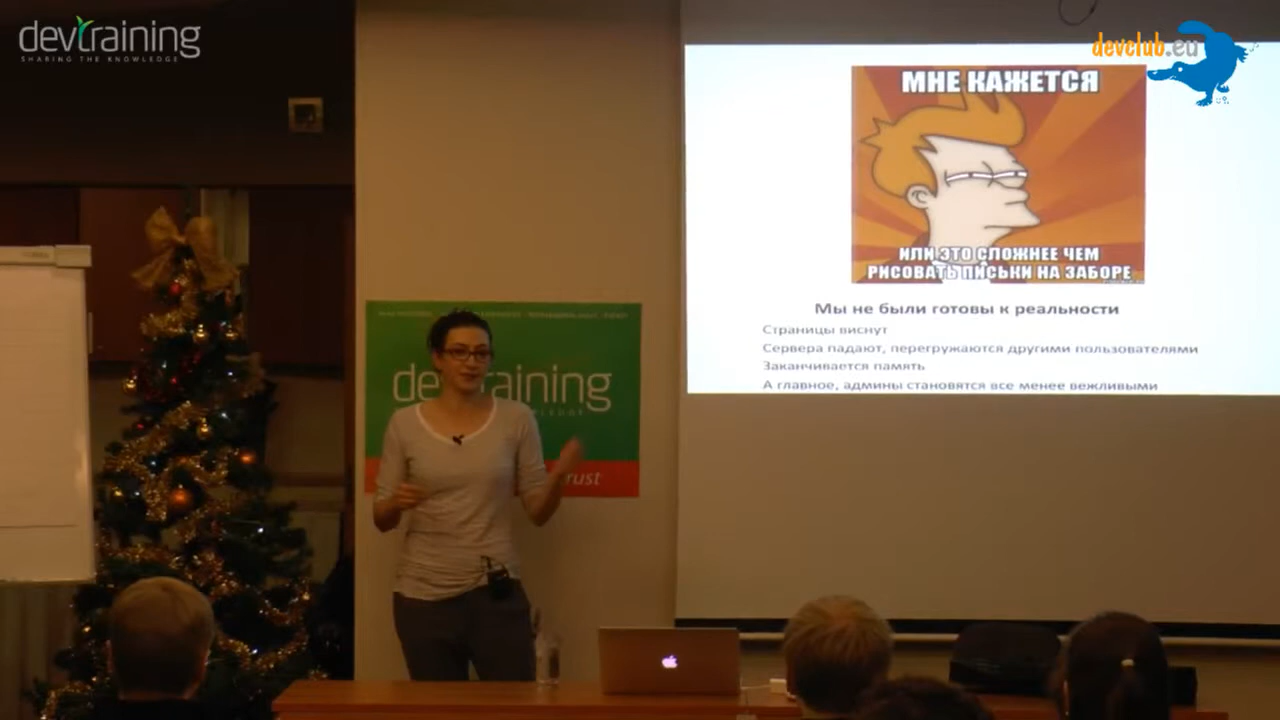 devtraining
SHARING THE KNOWLEDGE
devclub.eu
МНЕ КАЖЕТСЯ
ИЛИ ЭТО СЛОЖНЕЕ ЧЕМ
РИСОВАТЬ ПИСЬКИ НА ЗАБОРЕ
Мы не были готовы к реальности
Страницы виснут
Сервера падают, перегружаются другими пользователями
Заканчивается память
А главное, админы становятся все менее вежливыми
devtraining
rust